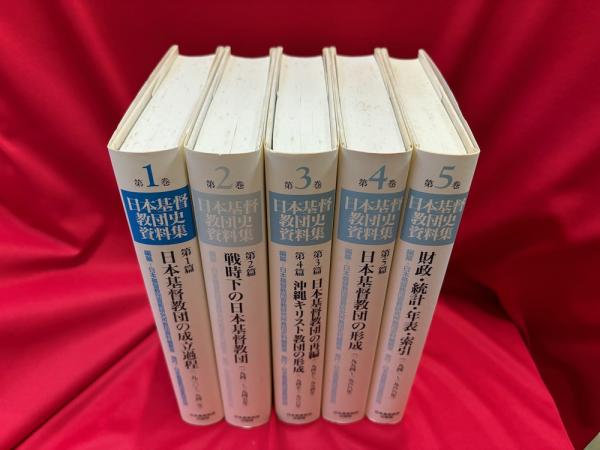 第1巻
日本基督
教団史
資料集
第1篇
日本基督教団の成立過程
第2巻
日本基督
教団史
資料集
第2篇
戦時下の日本基督教団
第3巻
日本基督
教団史
資料集
第3篇 日本基督教団の再編
第4篇 沖縄キリスト教団の形成
第4巻
日本基督
教団史
資料集
第5篇
日本基督教団の形成
第5巻
日本基督
教団史
資料集
財政・統計・年表・索引